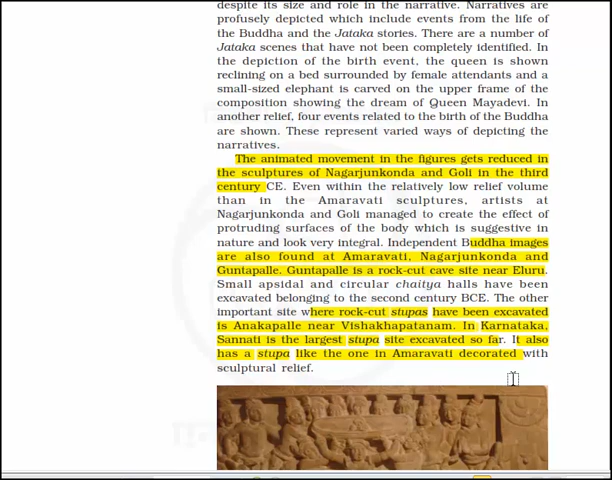 despite its size and role in the narrative. Narratives are
profusely depicted which include events from the life of
the Buddha and the Jataka stories. There are a number of
Jataka scenes that have not been completely identified. In
the depiction of the birth event, the queen is shown
reclining on a bed surrounded by female attendants and a
small-sized elephant is carved on the upper frame of the
composition showing the dream of Queen Mayadevi. In
another relief, four events related to the birth of the Buddha
are shown. These represent varied ways of depicting the
narratives.
The animated movement in the figures gets reduced in
the sculptures of Nagarjunkonda and Goli in the third
century CE. Even within the relatively low relief volume
than in the Amaravati sculptures, artists at
Nagarjunkonda and Goli managed to create the effect of
protruding surfaces of the body which is suggestive in
nature and look very integral. Independent Buddha images
are also found at Amaravati, Nagarjunkonda and
Guntapalle. Guntapalle is a rock-cut cave site near Eluru.
Small apsidal and circular chaitya halls have been
excavated belonging to the second century BCE. The other
important site where rock-cut stupas have been excavated
is Anakapalle near Vishakhapatanam. In Karnataka,
Sannati is the largest stupa site excavated so far. It also
has a stupa like the one in Amaravati decorated with
sculptural relief.